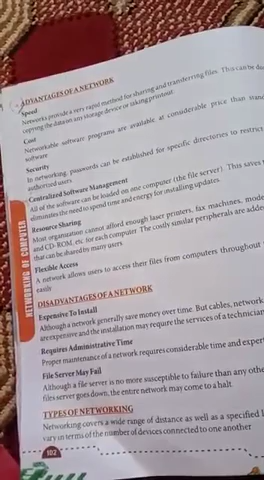 ADVANTAGES OF A NETWORK
Speed
Networks provide a very rapid method for sharing and transferring files. This can be
copying the data on any storage device or taking printout.
Cost
Networkable software programs are available at considerable price than
software
Security
In networking, passwords can be established for specific directories to restrict
authorized users
Centralized Software Management
All of the software can be loaded on one computer (the file server). This saves
eliminates the need to spend time and energy for installing updates.
Resource Sharing
Most organization cannot afford enough laser printers, fax machines,
and CD-ROM, etc. for each computer. The costly similar peripherals are
that can be shared by many users.
Flexible Access
A network allows users to access their files from computers throughout
easily
DISADVANTAGES OF A NETWORK
Expensive To Install
Although a network generally save money over time. But cables, network
are expensive and the installation may require the services of a technician
Requires Administrative Time
Proper maintenance of a network requires considerable time and
File Server May Fail
Although a file server is no more susceptible to failure than any
files server goes down, the entire network may come to a halt.
TYPES OF NETWORKING
Networking covers a wide range of distance as well as a specified
vary in terms of the number of devices connected to one another
NETWORKING OF COMPUTER
102